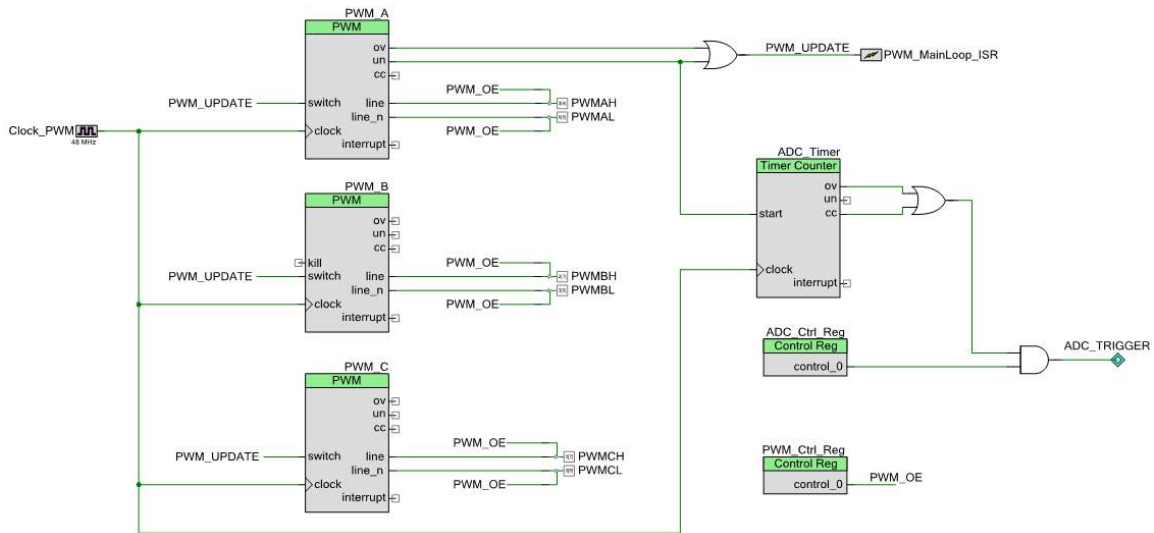 PWM_A
PWM
ov
un
cc
PWM_UPDATE
switch
line
line_n
clock
interrupt
PWM_OE
PWMAH
PWMAL
PWM_OE
Clock_PWM
48 MHz
PWM_UPDATE
PWM_MainLoop_ISR
PWM_B
PWM
ov
un
cc
kill
PWM_UPDATE
switch
line
line_n
clock
interrupt
PWM_OE
PWMBH
PWMBL
PWM_OE
ADC_Timer
Timer Counter
ov
un
cc
start
clock
interrupt
ADC_Ctrl_Reg
Control Reg
control_0
ADC_TRIGGER
PWM_C
PWM
ov
un
cc
PWM_UPDATE
switch
line
line_n
clock
interrupt
PWM_OE
PWMCH
PWMCL
PWM_OE
PWM_Ctrl_Reg
Control Reg
control_0
PWM_OE